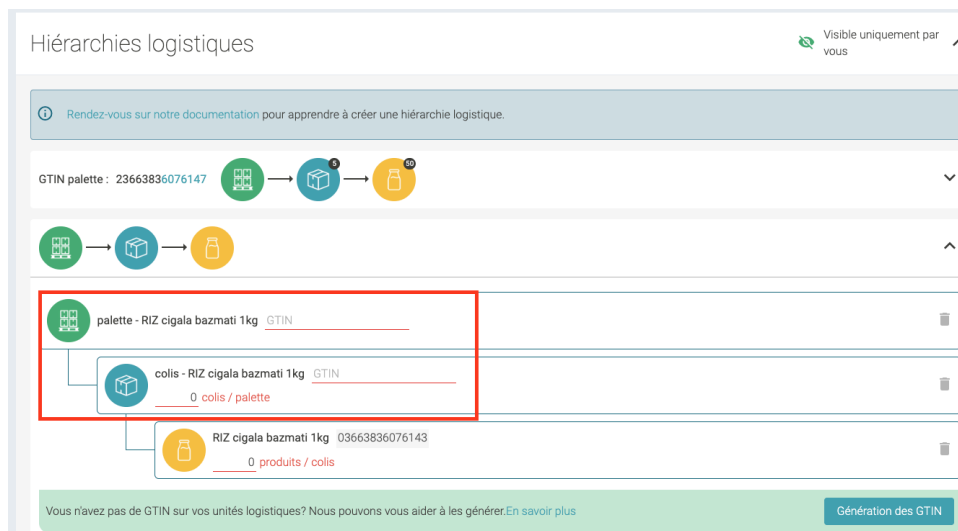 Hiérarchies logistiques
Visible uniquement par
vous
Rendez-vous sur notre documentation pour apprendre à créer une hiérarchie logistique.
GTIN palette : 23663836076147
5
50
palette - RIZ cigala bazmati 1kg GTIN
colis - RIZ cigala bazmati 1kg GTIN
0 colis / palette
RIZ cigala bazmati 1kg 03663836076143
0 produits / colis
Vous n'avez pas de GTIN sur vos unités logistiques? Nous pouvons vous aider à les générer.En savoir plus
Génération des GTIN